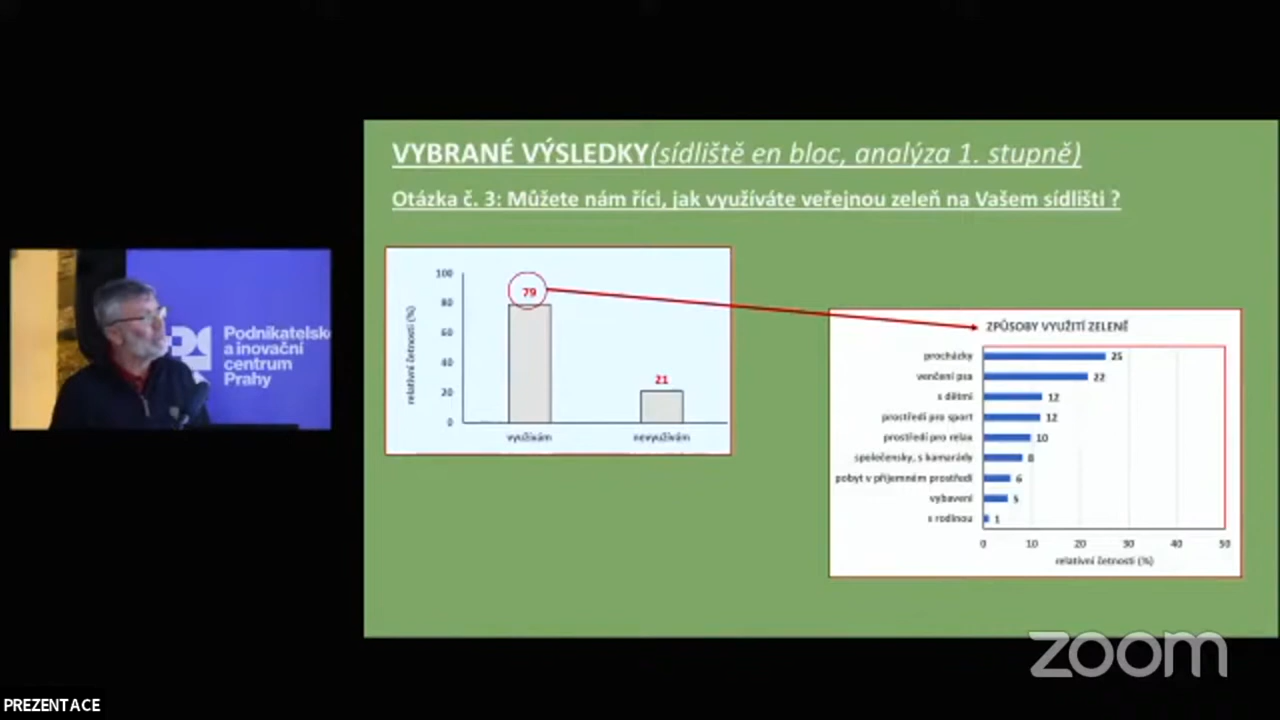 VYBRANÉ VÝSLEDKY(sídliště en bloc, analýza 1. stupně)
Otázka č. 3: Můžete nám říci, jak využíváte veřejnou zeleň na Vašem sídlišti ?
relativní četnosti (%)
100
80
60
40
20
0
79
21
využívám
nevyužívám
ZPŮSOBY VYUŽITÍ ZELENĚ
procházky 25
venčení psa 22
s dětmi 12
prostředí pro sport 12
prostředí pro relax 10
společensky, s kamarády 8
pobyt v příjemném prostředí 6
vybavení 5
s rodinou 1
0 10 20 30 40 50
relativní četnosti (%)
Podnikatelsk
a inovační
centrum
Prahy
zoom
PREZENTACE